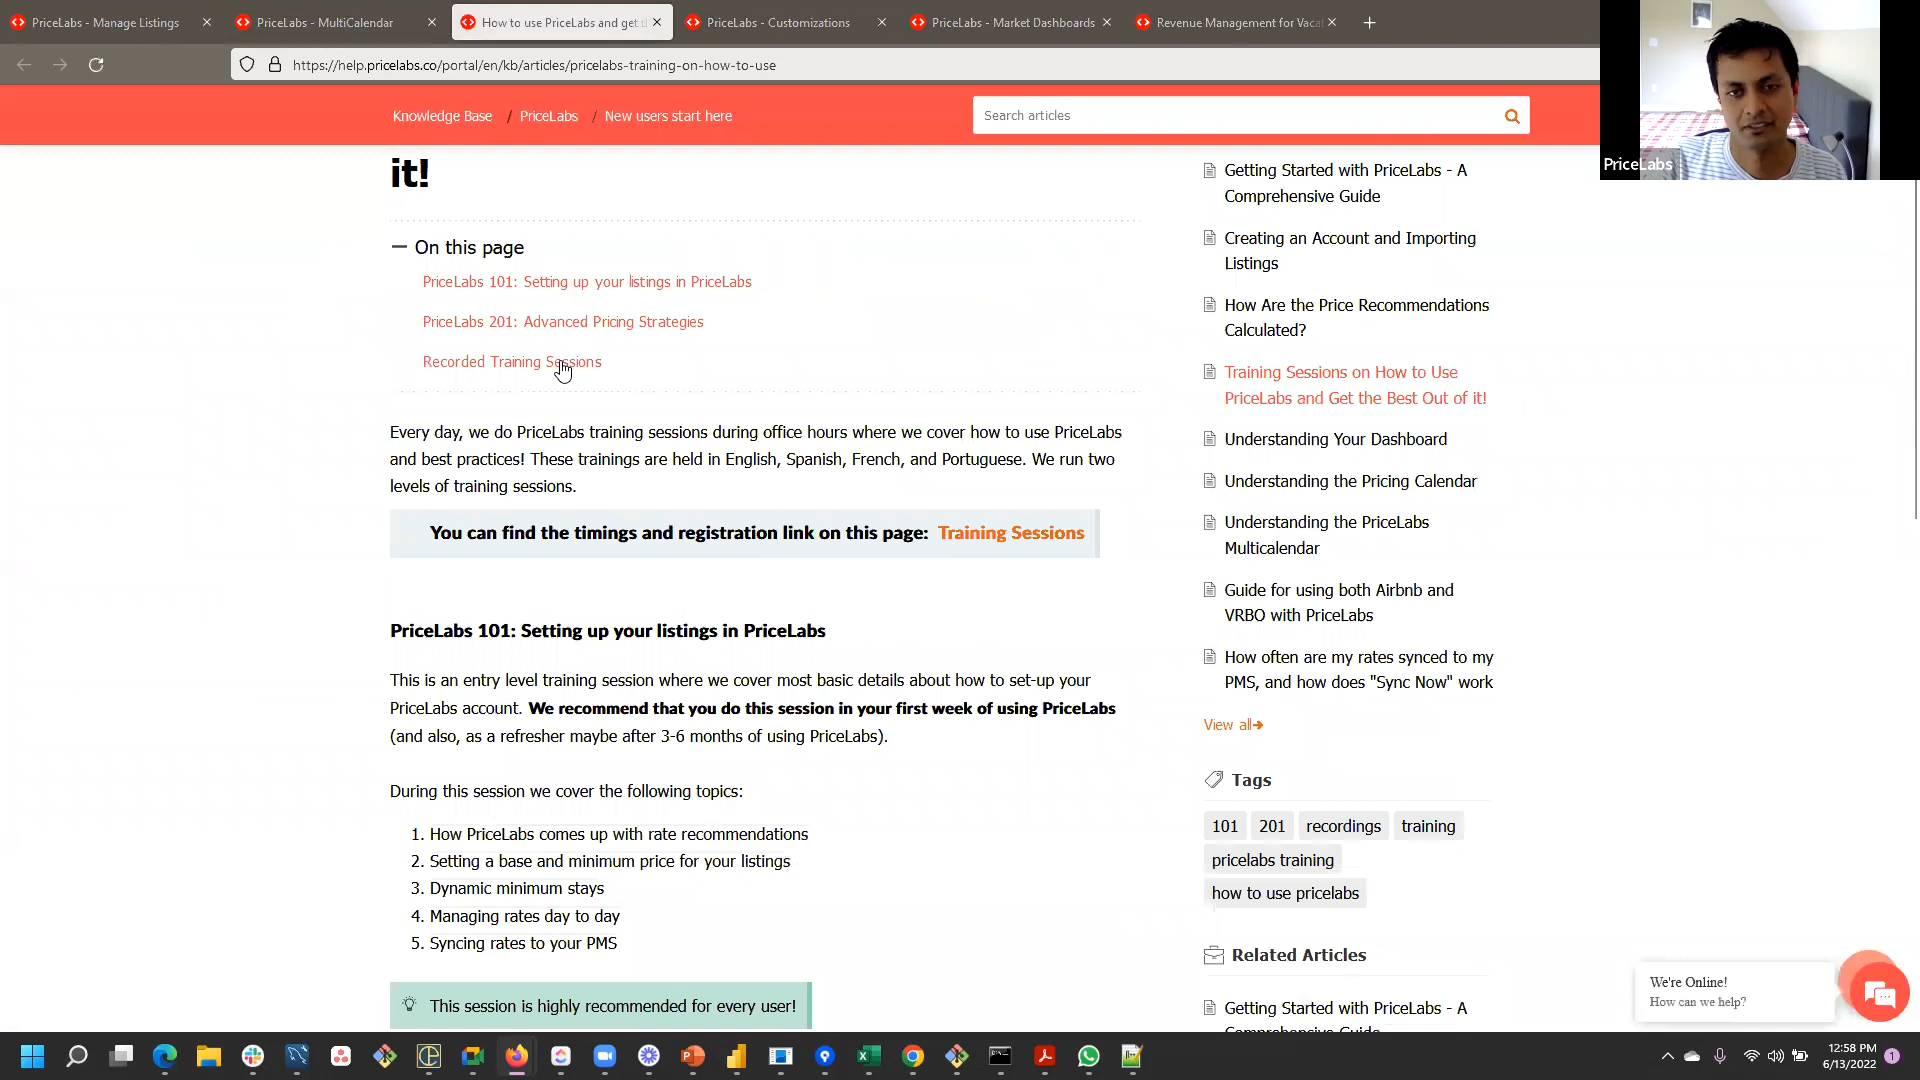 PriceLabs - Manage Listings
PriceLabs - MultiCalendar
How to use PriceLabs and get
PriceLabs - Customizations
PriceLabs - Market Dashboards
Revenue Management for Vaca
https://help.pricelabs.co/portal/en/kb/articles/pricelabs-training-on-how-to-use
Knowledge Base / PriceLabs / New users start here
Search articles
PriceLabs
it!
On this page
PriceLabs 101: Setting up your listings in PriceLabs
PriceLabs 201: Advanced Pricing Strategies
Recorded Training Sessions
Every day, we do PriceLabs training sessions during office hours where we cover how to use PriceLabs
and best practices! These trainings are held in English, Spanish, French, and Portuguese. We run two
levels of training sessions.
You can find the timings and registration link on this page: Training Sessions
PriceLabs 101: Setting up your listings in PriceLabs
This is an entry level training session where we cover most basic details about how to set-up your
PriceLabs account. We recommend that you do this session in your first week of using PriceLabs
(and also, as a refresher maybe after 3-6 months of using PriceLabs).
During this session we cover the following topics:
1. How PriceLabs comes up with rate recommendations
2. Setting a base and minimum price for your listings
3. Dynamic minimum stays
4. Managing rates day to day
5. Syncing rates to your PMS
This session is highly recommended for every user!
Getting Started with PriceLabs - A
Comprehensive Guide
Creating an Account and Importing
Listings
How Are the Price Recommendations
Calculated?
Training Sessions on How to Use
PriceLabs and Get the Best Out of it!
Understanding Your Dashboard
Understanding the Pricing Calendar
Understanding the PriceLabs
Multicalendar
Guide for using both Airbnb and
VRBO with PriceLabs
How often are my rates synced to my
PMS, and how does "Sync Now" work
View all
Tags
101 201 recordings training
pricelabs training
how to use pricelabs
Related Articles
Getting Started with PriceLabs - A
Comprehensive Guide
We're Online!
How can we help?
12:58 PM
6/13/2022
1